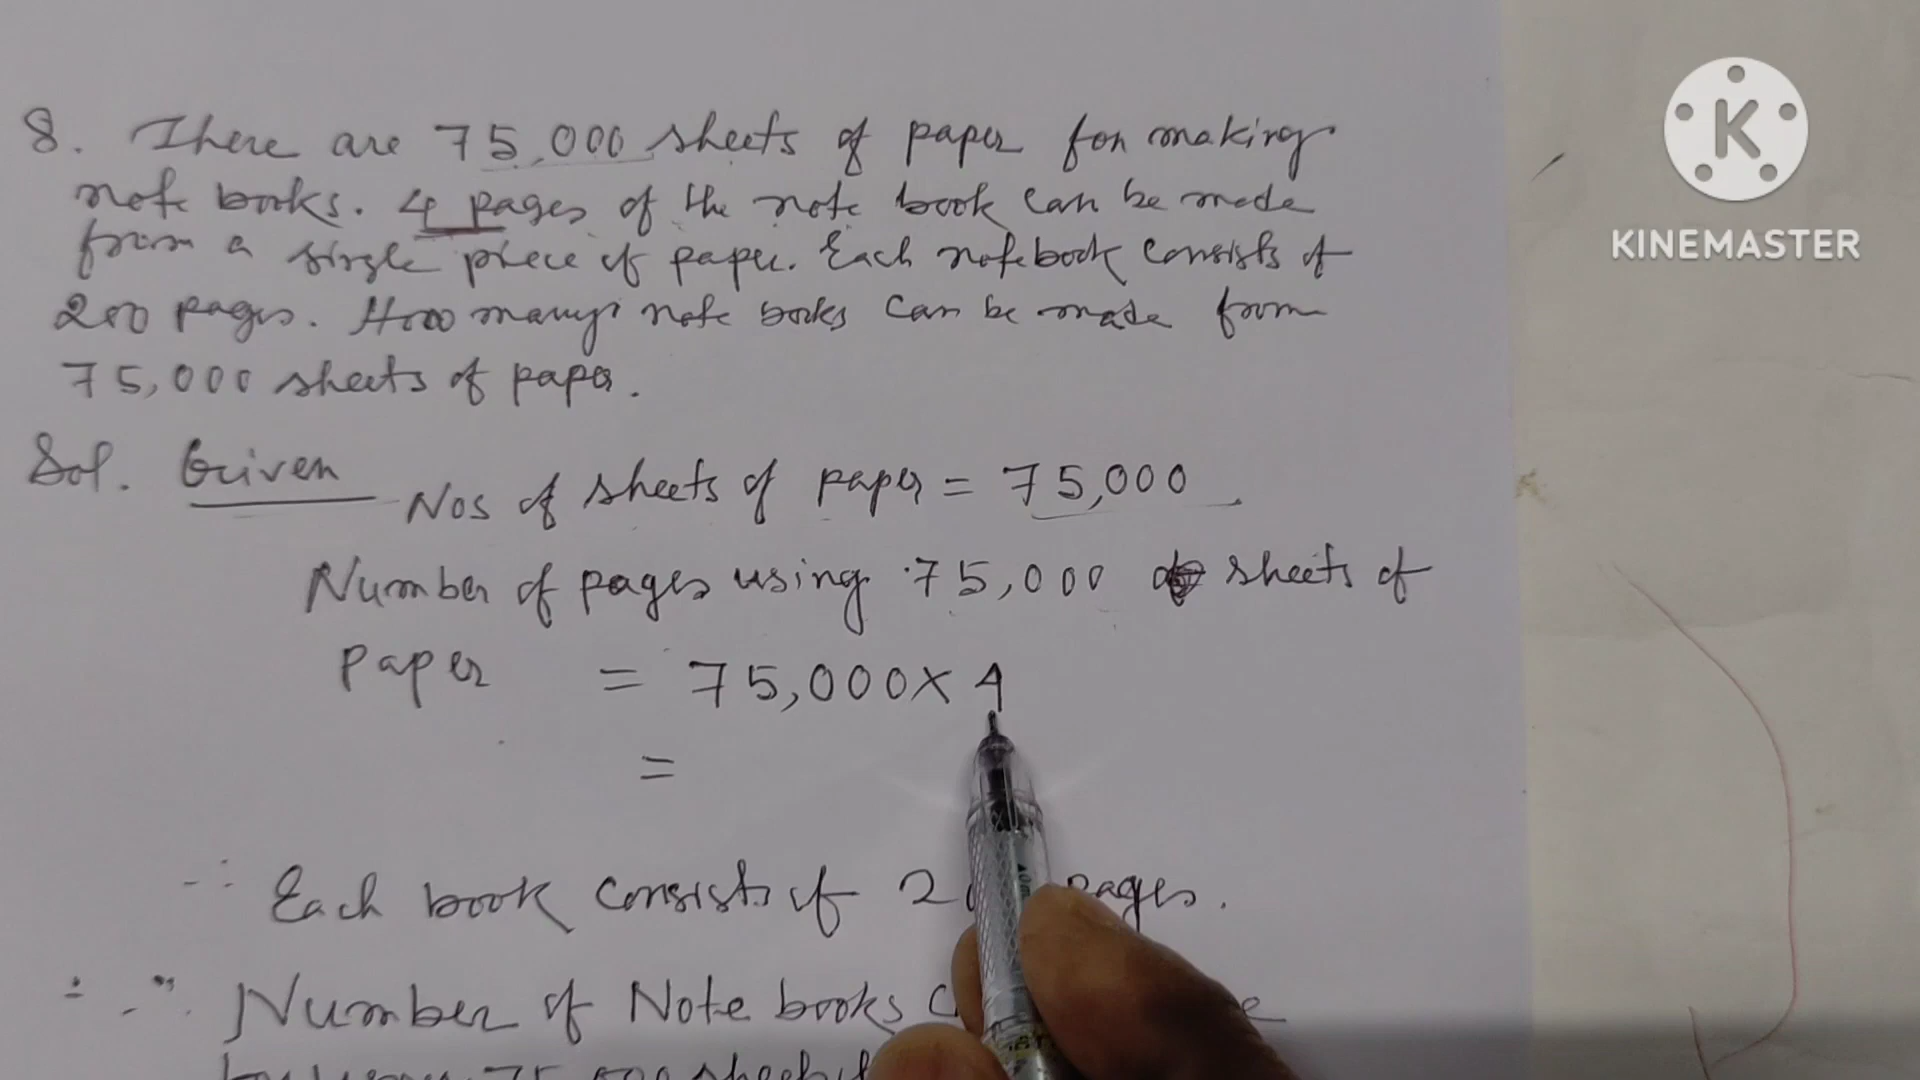 8. There are 75,000 sheets of paper for making
note books. 4 pages of the note book can be made
from a single piece of paper. Each notebook consists of
200 pages. How many note books can be made from
75,000 sheets of paper.
Sol. Given
Nos of sheets of paper = 75,000
Number of pages using 75,000 sheets of
paper = 75,000 × 4
=
Each book consists of 2 pages.
∴ Number of Note books
75,000
K
KINEMASTER